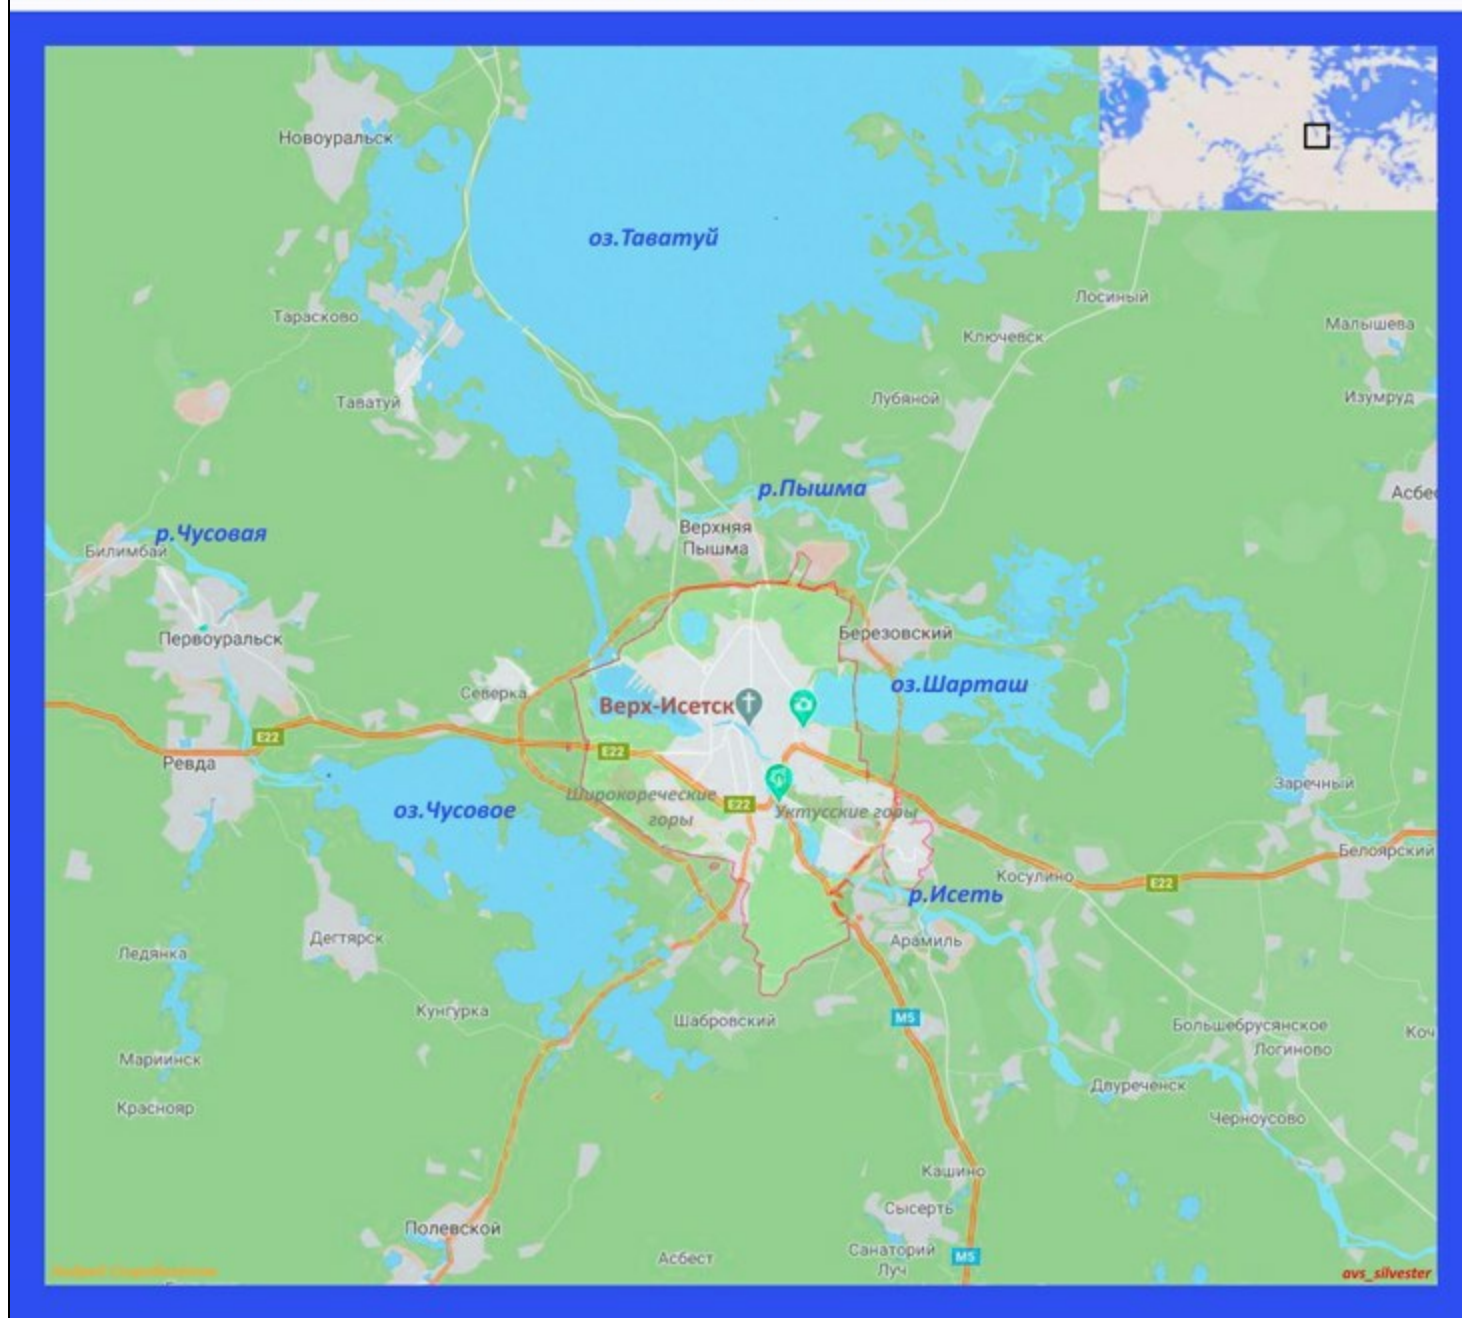 Новоуральск
оз.Таватуй
Лосиный
Тарасково
Малышева
Ключевск
Таватуй
Лубяной
Изумруд
р.Пышма
Асбе
р.Чусовая
Верхняя
Пышма
Билимбай
Первоуральск
Березовский
Северка
оз.Шарташ
Верх-Исетск
E22
E22
Ревда
Заречный
Широкореческие
горы
E22
Уктусские горы
оз.Чусовое
Белоярский
Косулино
E22
р.Исеть
Дегтярск
Арамиль
Ледянка
Кунгурка
Шабровский
M5
Большебрусянское
Логиново
Коч
Мариинск
Двуреченск
Краснояр
Черноусово
Кашино
Сысерть
Полевской
Асбест
Санаторий
Луч
M5
avs_silvester